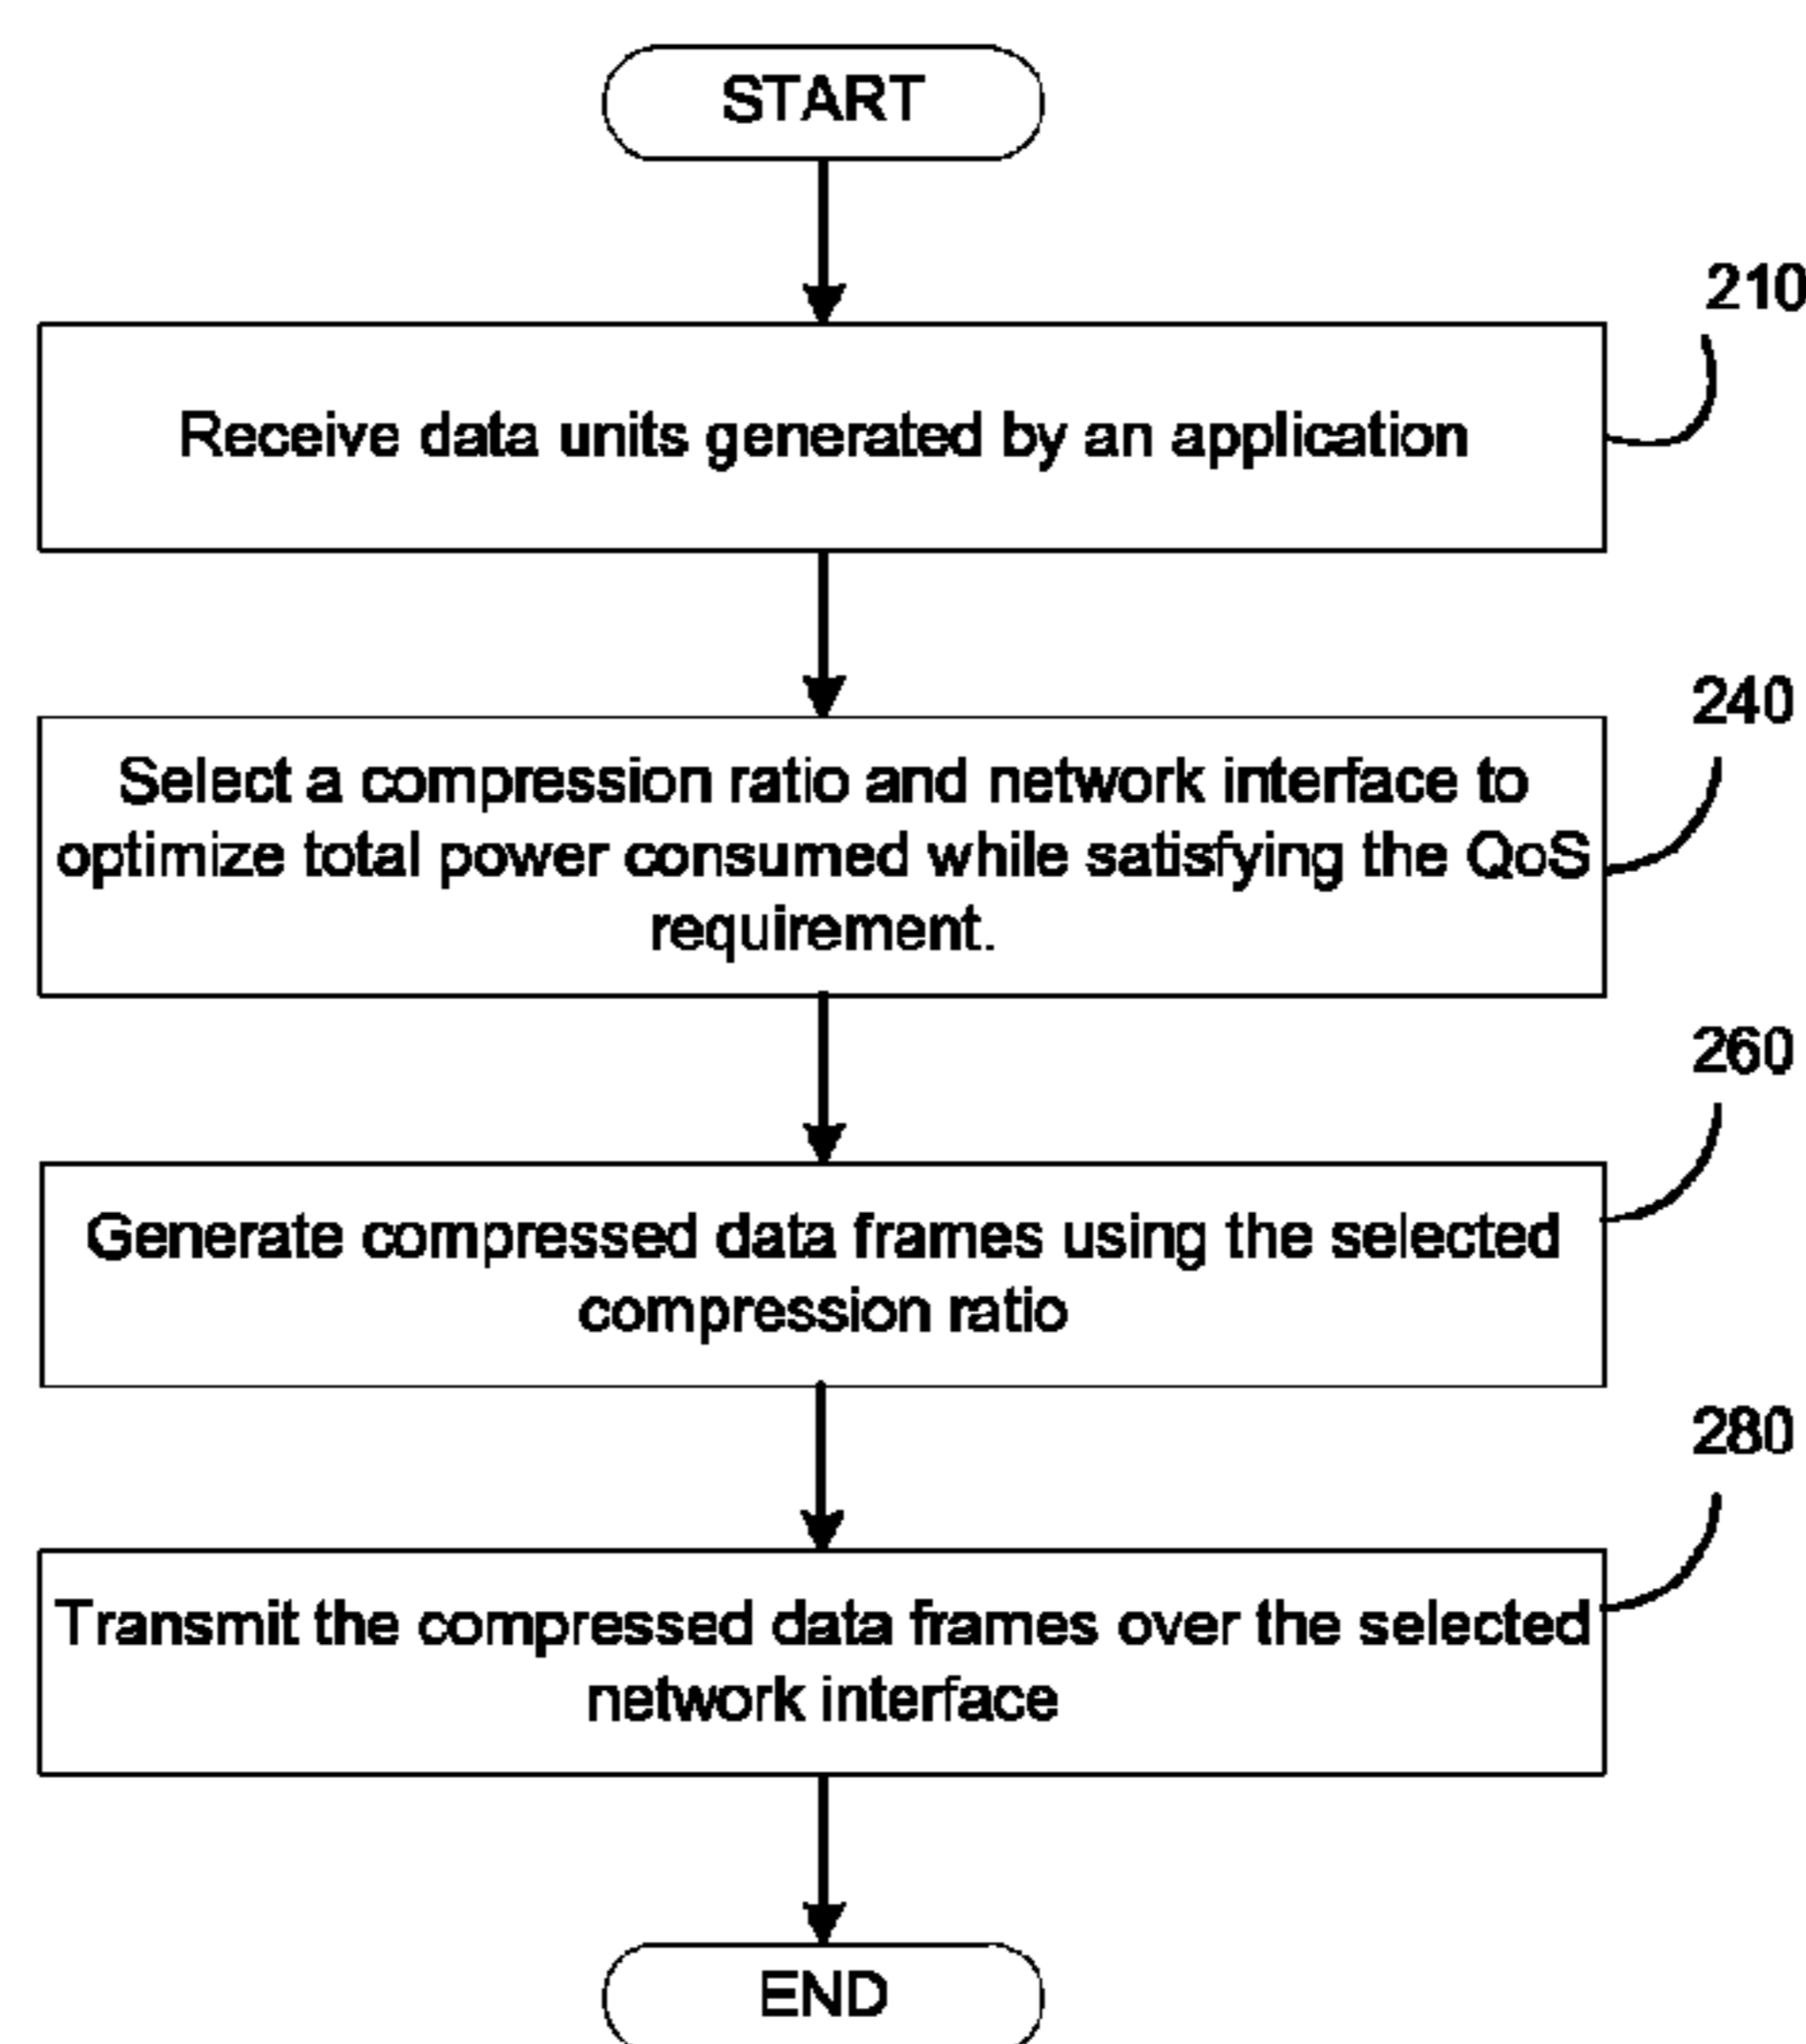 START
210
Receive data units generated by an application
240
Select a compression ratio and network interface to
optimize total power consumed while satisfying the QoS
requirement.
260
Generate compressed data frames using the selected
compression ratio
280
Transmit the compressed data frames over the selected
network interface
END